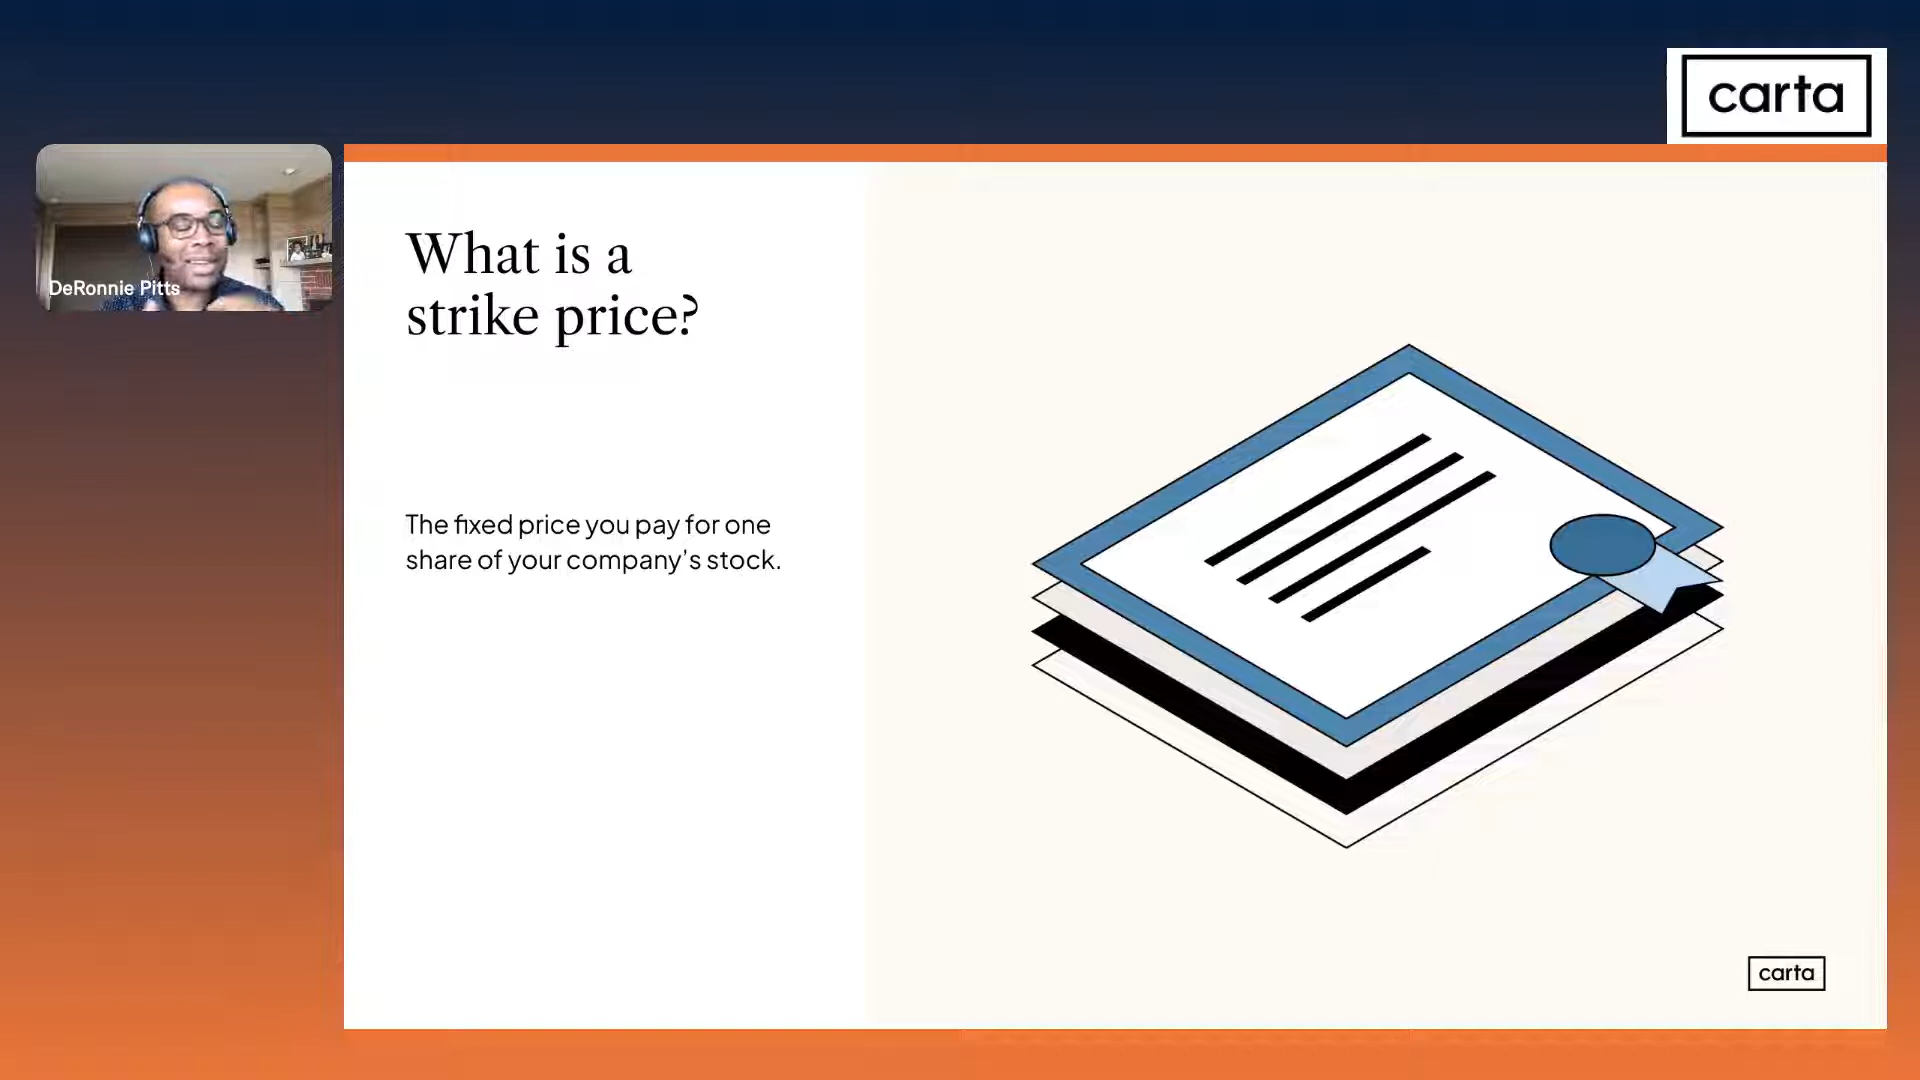 carta
DeRonnie Pitts
What is a
strike price?
The fixed price you pay for one
share of your company’s stock.
carta